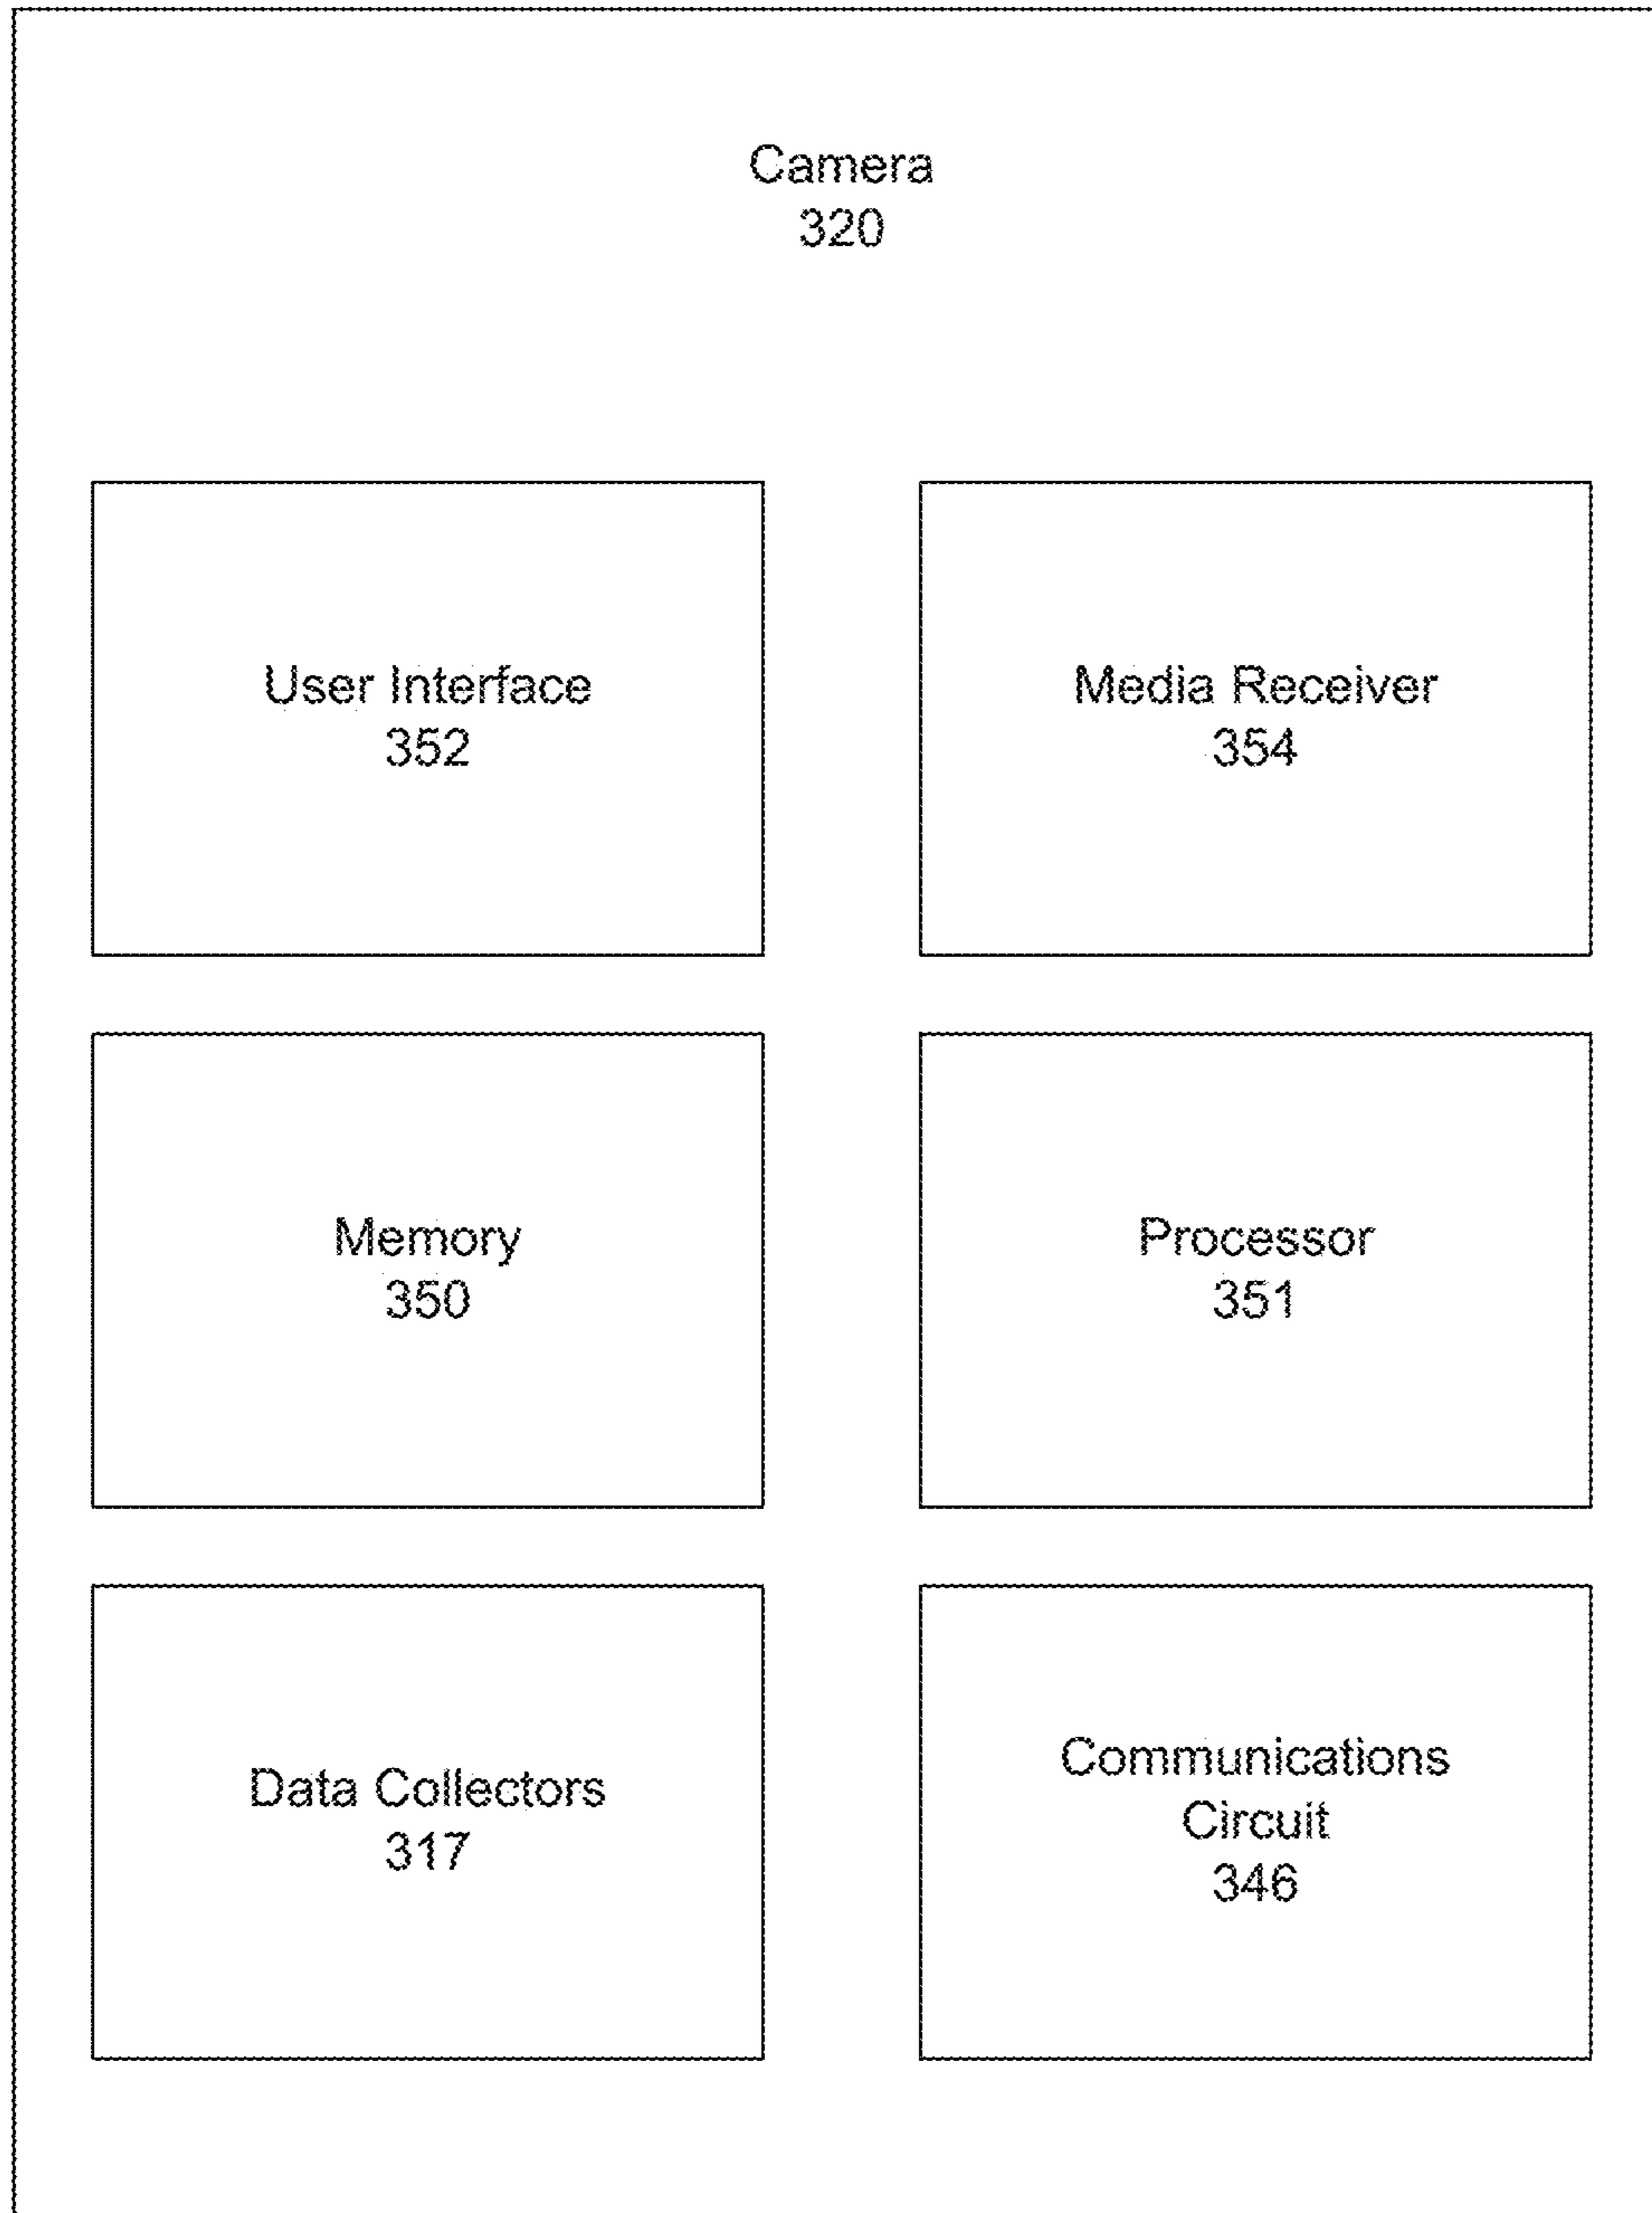 Camera
320
User Interface
352
Media Receiver
354
Memory
350
Processor
351
Data Collectors
317
Communications
Circuit
346